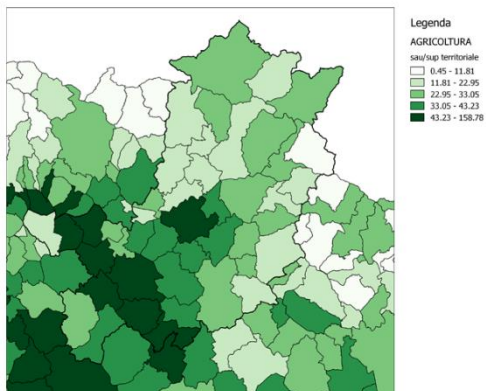 Legenda
AGRICOLTURA
sau/sup territoriale
0.45 - 11.81
11.81 - 22.95
22.95 - 33.05
33.05 - 43.23
43.23 - 158.78